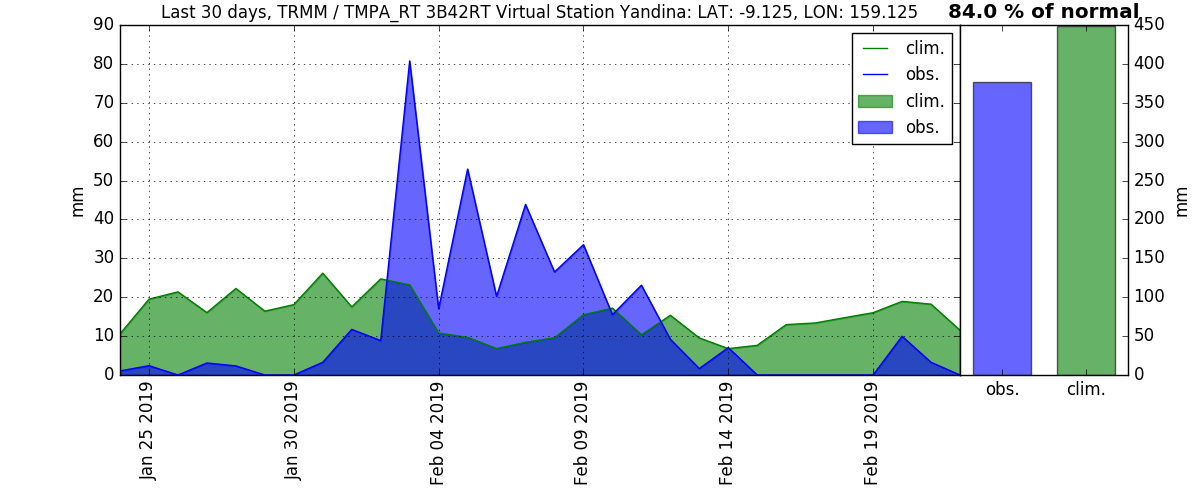 Last 30 days, TRMM / TMPA_RT 3B42RT Virtual Station Yandina: LAT: -9.125, LON: 159.125
84.0 % of normal
90
80
70
60
50
40
30
20
10
0
mm
clim.
obs.
clim.
obs.
Jan 25 2019
Jan 30 2019
Feb 04 2019
Feb 09 2019
Feb 14 2019
Feb 19 2019
450
400
350
300
250
200
150
100
50
0
mm
obs.
clim.